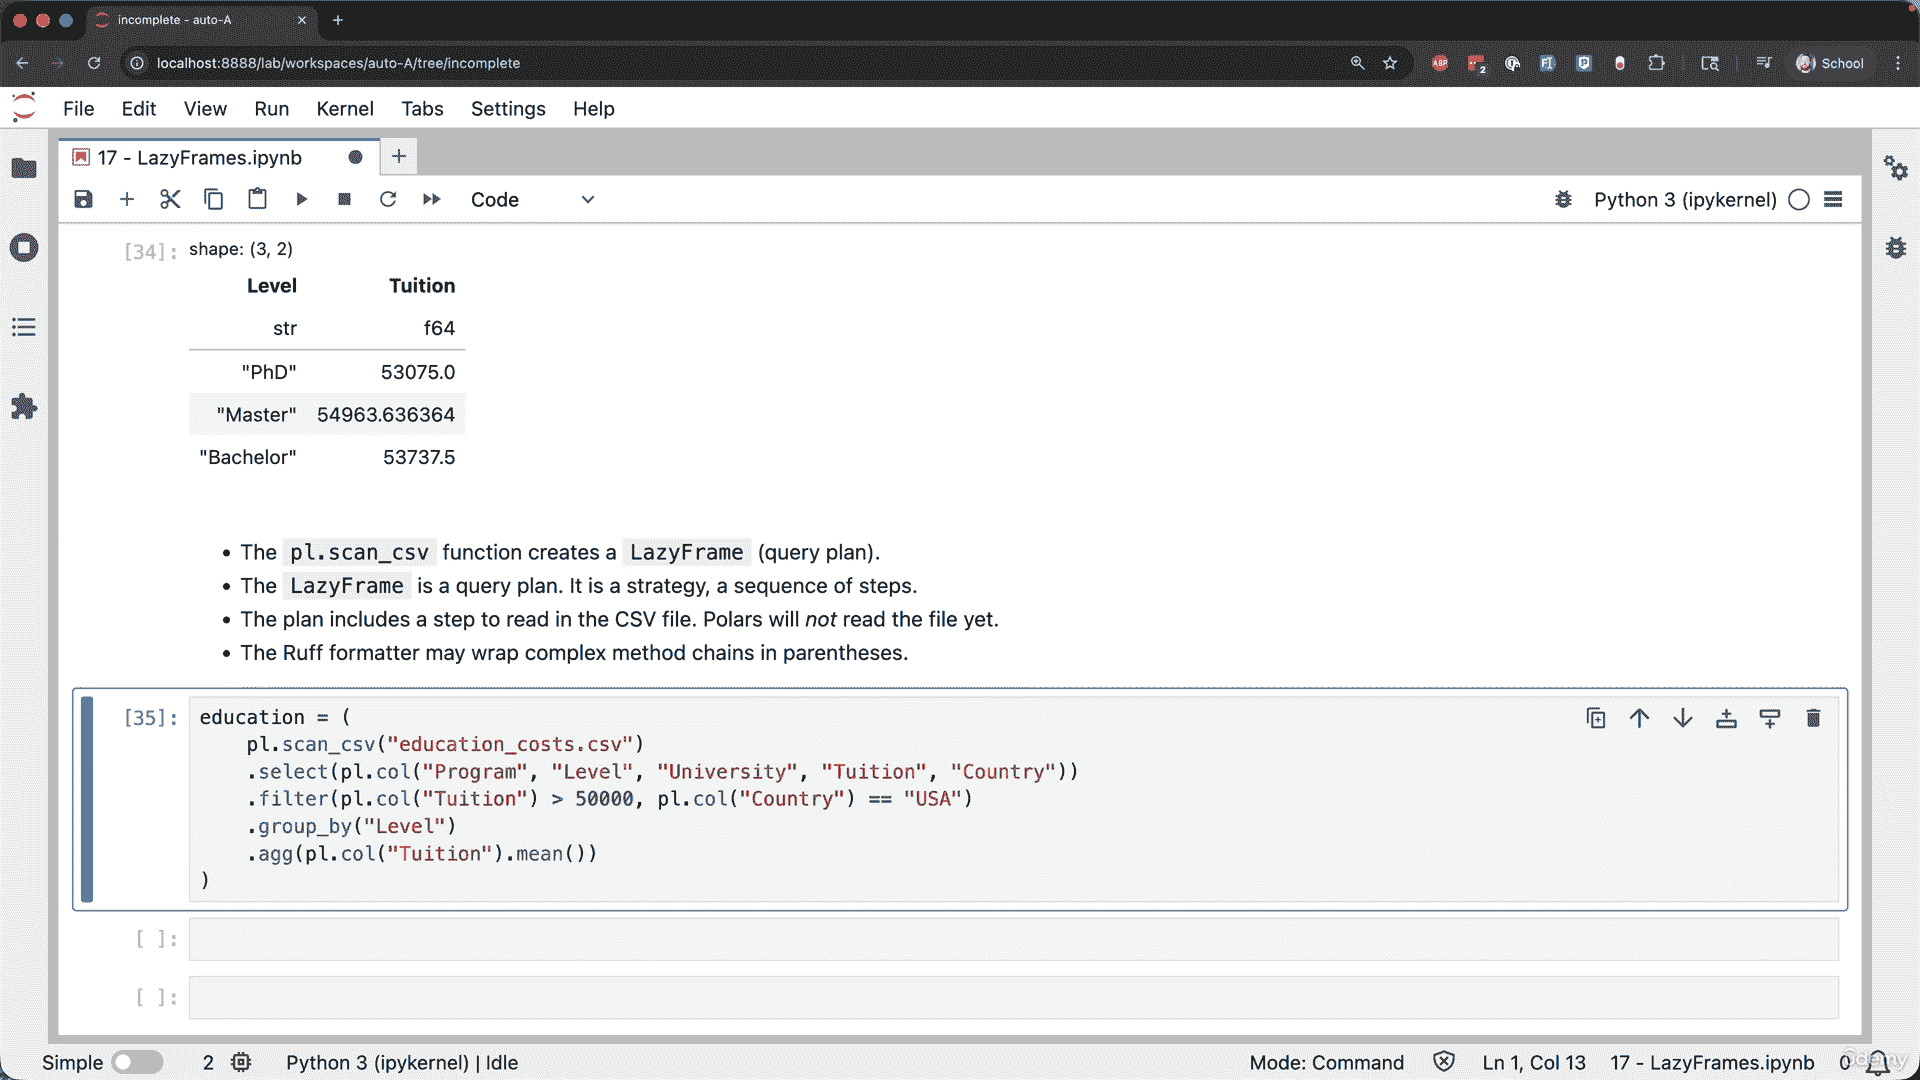 incomplete - auto-A
localhost:8888/lab/workspaces/auto-A/tree/incomplete
ABP
2
School
File Edit View Run Kernel Tabs Settings Help
17 - LazyFrames.ipynb
Code
Python 3 (ipykernel)
[34]: shape: (3, 2)
Level Tuition
str f64
"PhD" 53075.0
"Master" 54963.636364
"Bachelor" 53737.5
• The pl.scan_csv function creates a LazyFrame (query plan).
• The LazyFrame is a query plan. It is a strategy, a sequence of steps.
• The plan includes a step to read in the CSV file. Polars will not read the file yet.
• The Ruff formatter may wrap complex method chains in parentheses.
[35]: education = (
pl.scan_csv("education_costs.csv")
.select(pl.col("Program", "Level", "University", "Tuition", "Country"))
.filter(pl.col("Tuition") > 50000, pl.col("Country") == "USA")
.group_by("Level")
.agg(pl.col("Tuition").mean())
)
[ ]:
[ ]:
Simple 2 Python 3 (ipykernel) | Idle Mode: Command Ln 1, Col 13 17 - LazyFrames.ipynb 0
udemy